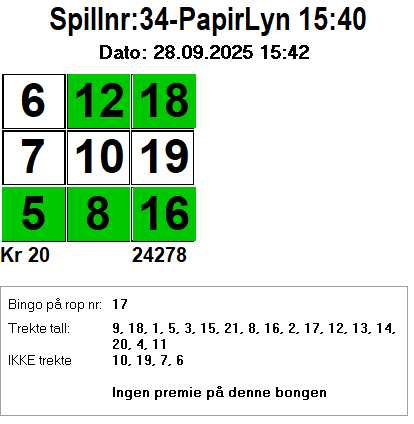 Spillnr:34-PapirLyn 15:40
Dato: 28.09.2025 15:42
6 12 18
7 10 19
5 8 16
Kr 20 24278
Bingo på rop nr: 17
Trekte tall: 9, 18, 1, 5, 3, 15, 21, 8, 16, 2, 17, 12, 13, 14,
20, 4, 11
IKKE trekte 10, 19, 7, 6
Ingen premie på denne bongen